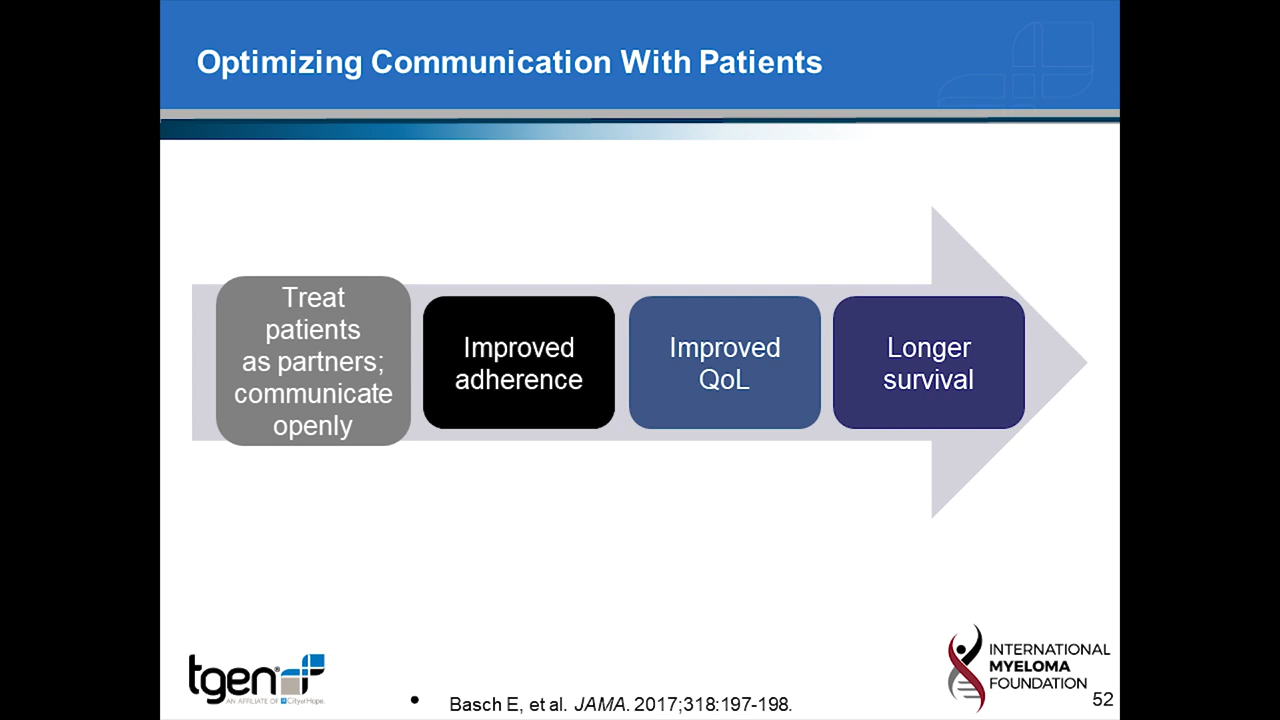 Optimizing Communication With Patients
Treat
patients
as partners;
communicate
openly
Improved
adherence
Improved
QoL
Longer
survival
tgen®
AN AFFILIATE OF City of Hope.
• Basch E, et al. JAMA. 2017;318:197-198.
INTERNATIONAL
MYELOMA
FOUNDATION
52